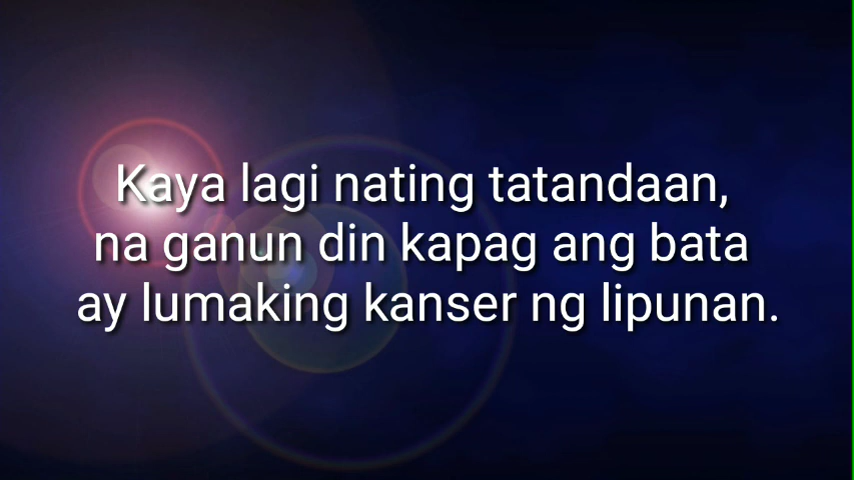 Kaya lagi nating tatandaan,
na ganun din kapag ang bata
ay lumaking kanser ng lipunan.